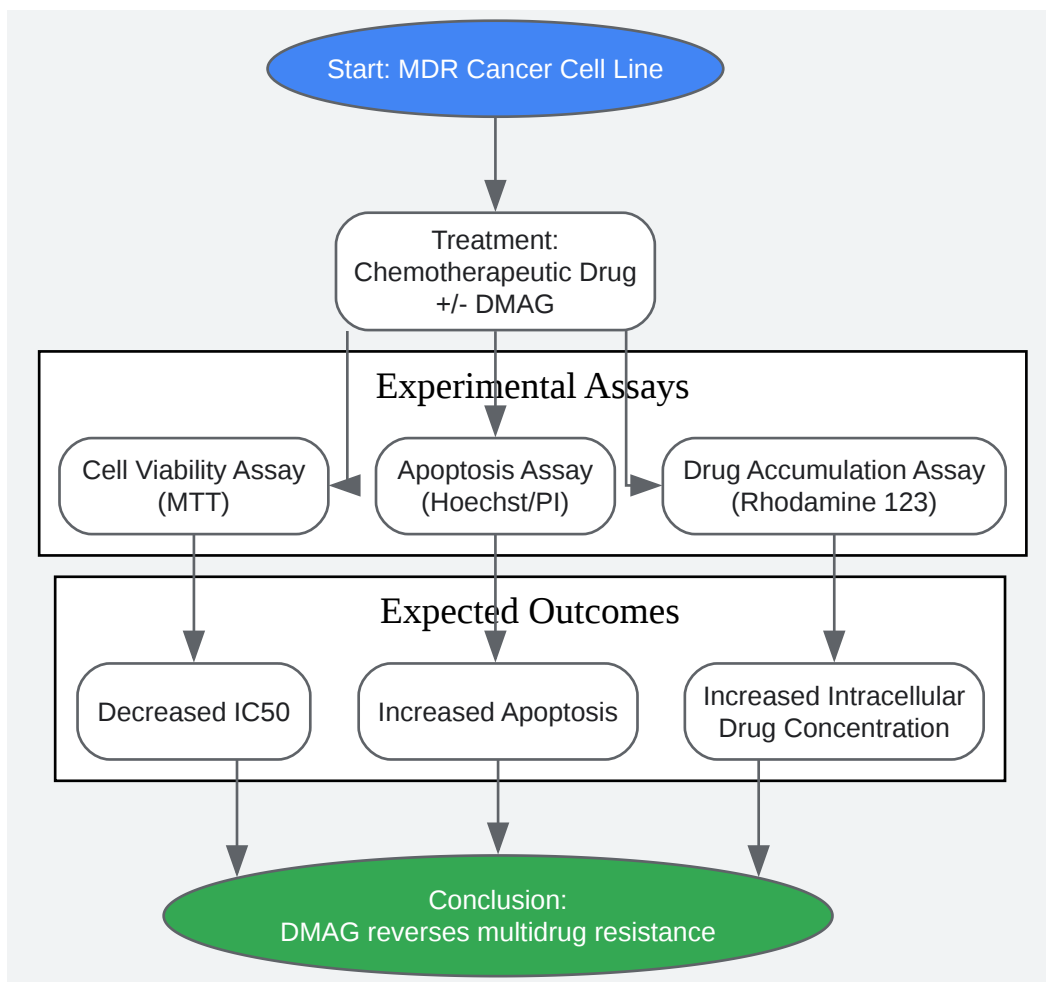 Start: MDR Cancer Cell Line
Treatment:
Chemotherapeutic Drug
+/- DMAG
Experimental Assays
Cell Viability Assay
(MTT)
Apoptosis Assay
(Hoechst/PI)
Drug Accumulation Assay
(Rhodamine 123)
Expected Outcomes
Decreased IC50
Increased Apoptosis
Increased Intracellular
Drug Concentration
Conclusion:
DMAG reverses multidrug resistance